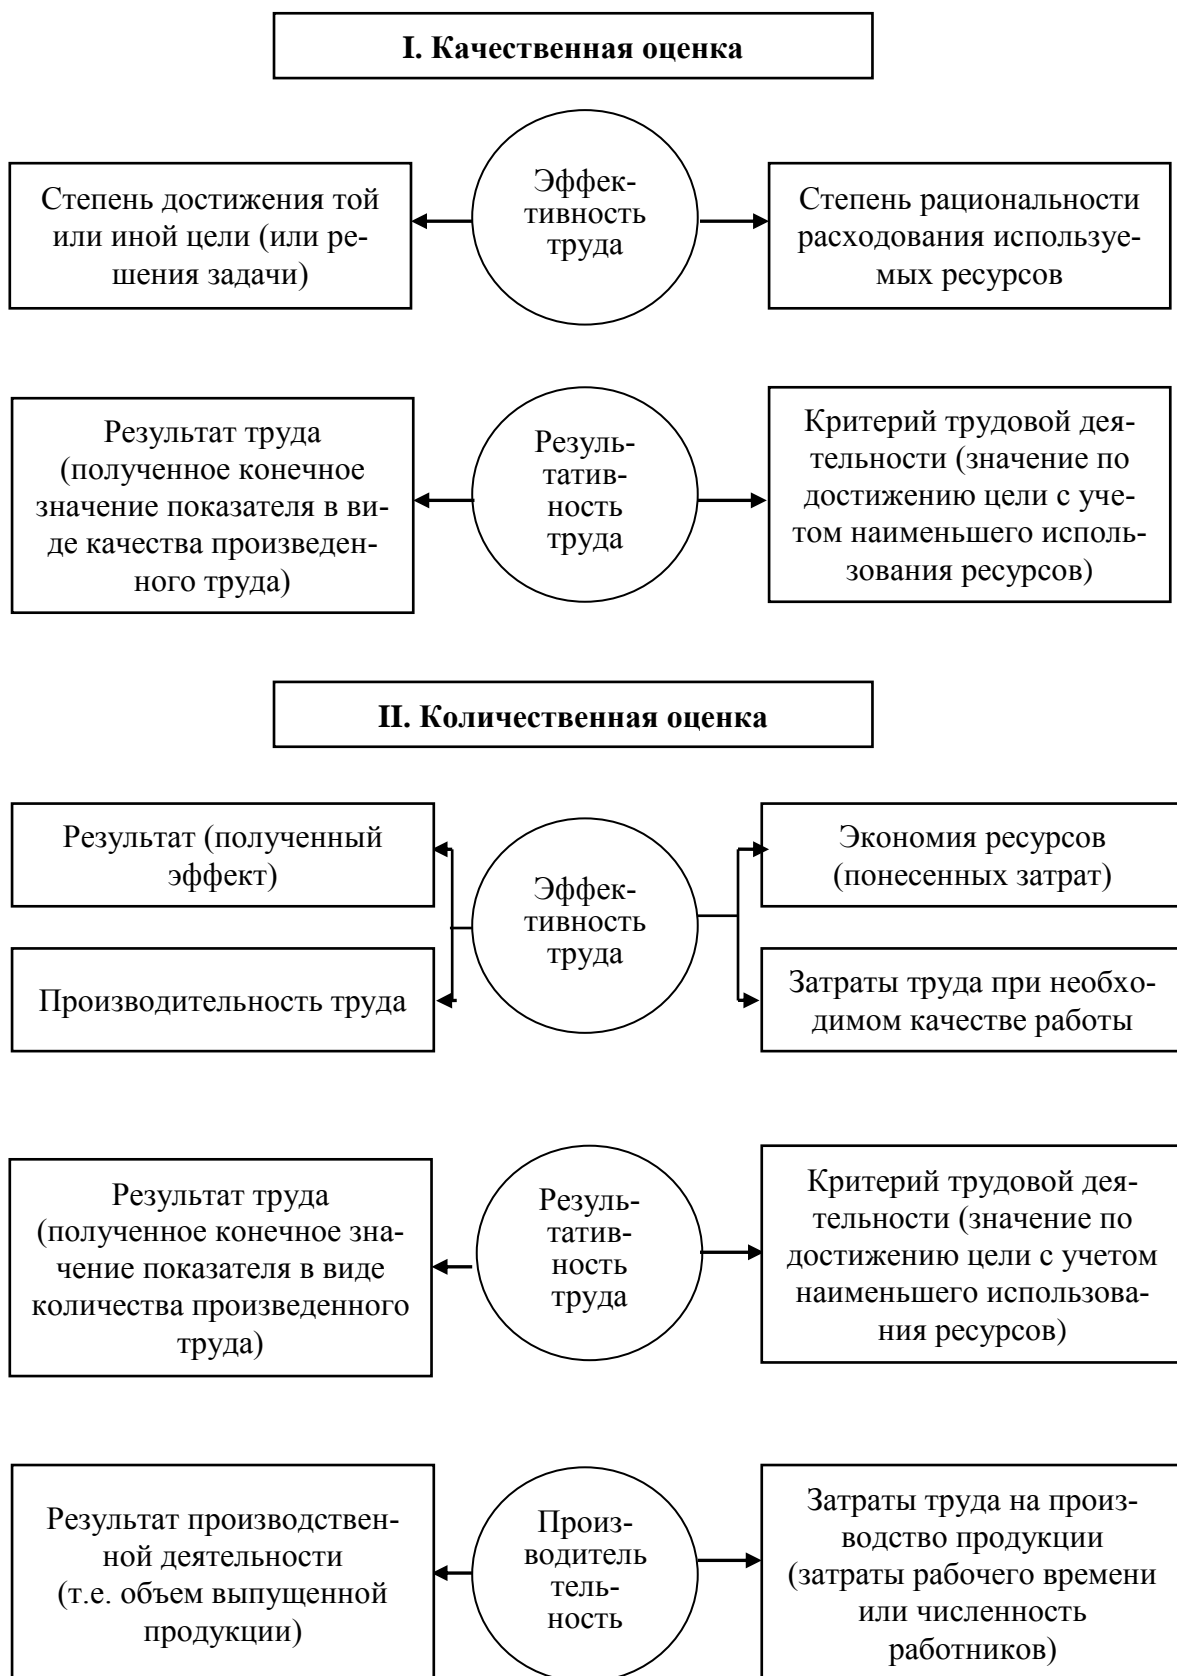 I. Качественная оценка
Степень достижения той
или иной цели (или ре-
шения задачи)
Эффек-
тивность
труда
Степень рациональности
расходования используе-
мых ресурсов
Результат труда
(полученное конечное
значение показателя в ви-
де качества произведен-
ного труда)
Резуль-
татив-
ность
труда
Критерий трудовой дея-
тельности (значение по
достижению цели с уче-
том наименьшего исполь-
зования ресурсов)
II. Количественная оценка
Результат (полученный
эффект)
Производительность труда
Эффек-
тивность
труда
Экономия ресурсов
(понесенных затрат)
Затраты труда при необхо-
димом качестве работы
Результат труда
(полученное конечное зна-
чение показателя в виде
количества произведенного
труда)
Резуль-
татив-
ность
труда
Критерий трудовой дея-
тельности (значение по
достижению цели с учетом
наименьшего использова-
ния ресурсов)
Результат производствен-
ной деятельности
(т.е. объем выпущенной
продукции)
Произ-
водитель
тель-
ность
Затраты труда на произ-
водство продукции
(затраты рабочего времени
или численность
работников)